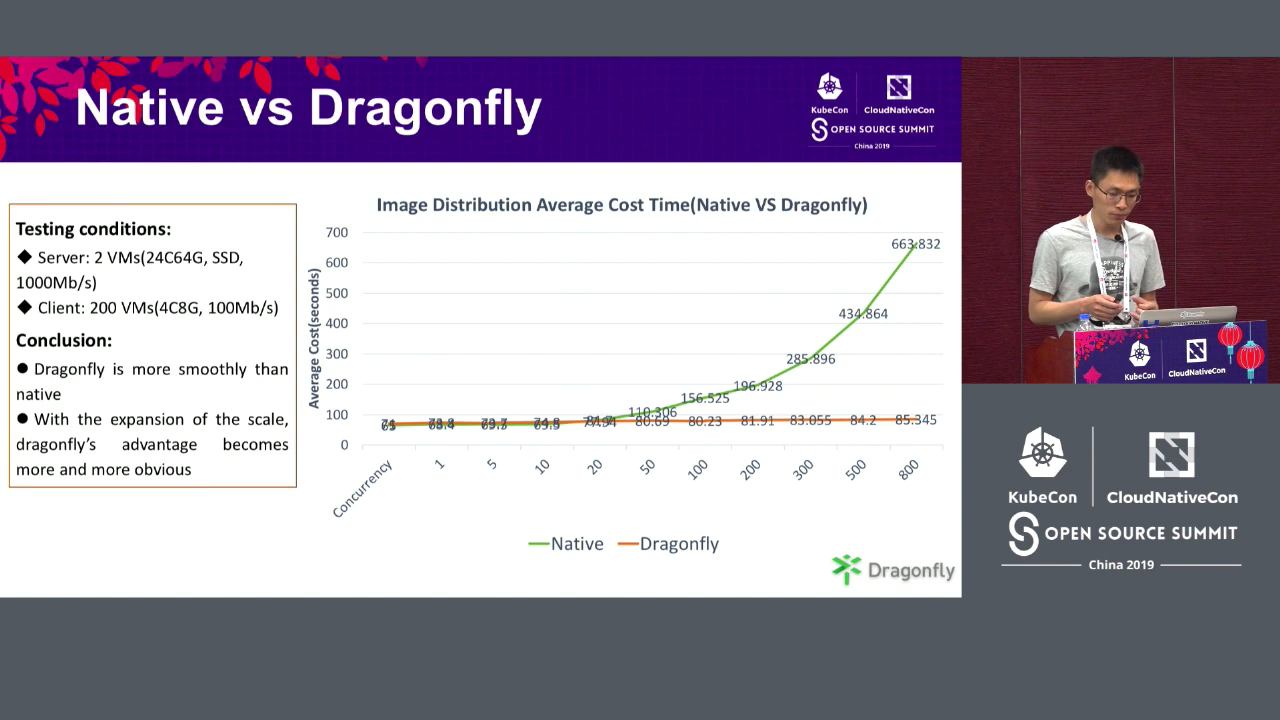 Native vs Dragonfly
KubeCon
CloudNativeCon
OPEN SOURCE SUMMIT
China 2019
Testing conditions:
◆ Server: 2 VMs(24C64G, SSD,
1000Mb/s)
◆ Client: 200 VMs(4C8G, 100Mb/s)
Conclusion:
● Dragonfly is more smoothly than
native
● With the expansion of the scale,
dragonfly's advantage becomes
more and more obvious
Image Distribution Average Cost Time(Native VS Dragonfly)
Average Cost(seconds)
700
600
500
400
300
200
100
0
663.832
434.864
285.896
196.928
156.525
110.306
80.69
80.23
81.91
83.055
84.2
85.345
Concurrency
1
5
10
20
50
100
200
300
500
800
Native
Dragonfly
Dragonfly
KubeCon
CloudNativeCon
KubeCon
CloudNativeCon
OPEN SOURCE SUMMIT
China 2019